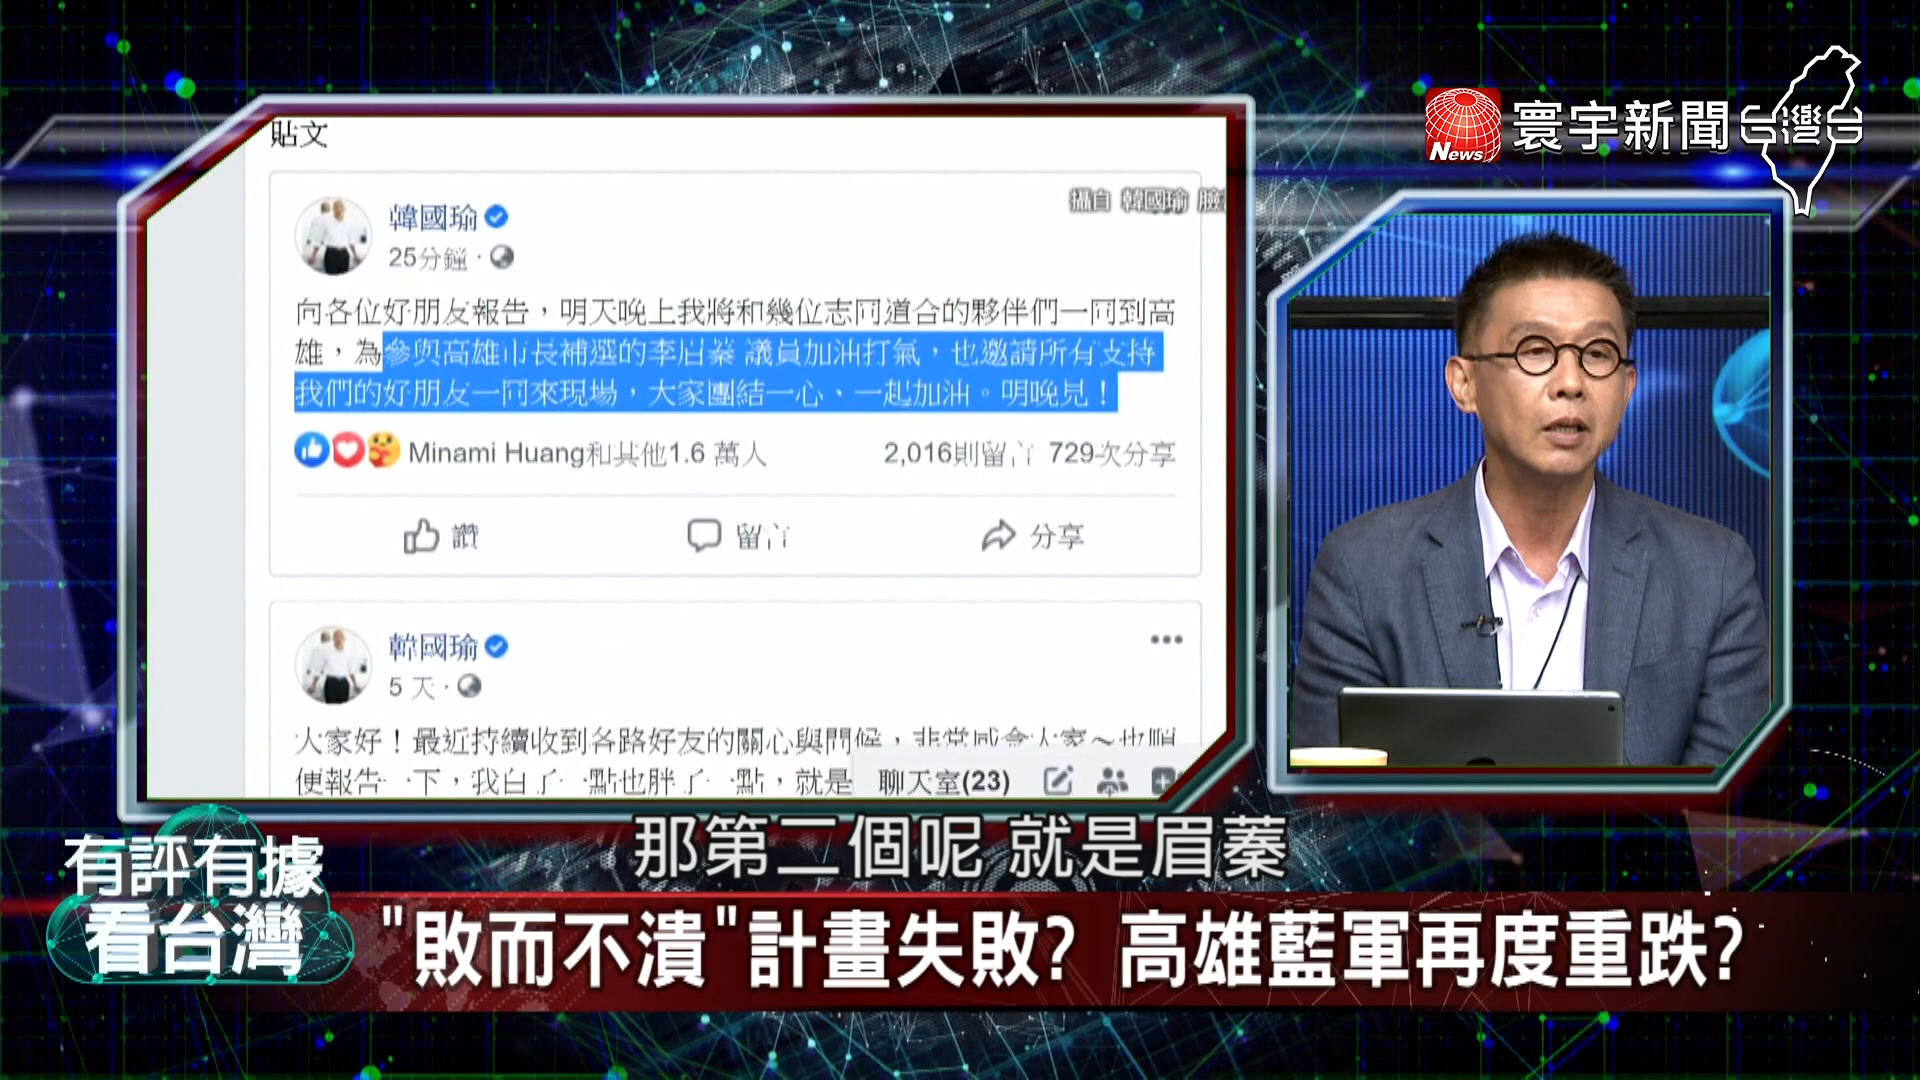 貼文
攝自 韓國瑜 臉
韓國瑜
25分鐘
向各位好朋友報告，明天晚上我將和幾位志同道合的夥伴們一同到高
雄，為參與高雄市長補選的李眉蓁 議員加油打氣，也邀請所有支持
我們的好朋友一同來現場，大家團結一心、一起加油。明晚見！
Minami Huang和其他1.6 萬人
2,016則留言 729次分享
讚
留言
分享
韓國瑜
5 天
大家好！最近持續收到各路好友的關心與問候，非常感念大家～也順
便報告一下，我白了一點也胖了一點，就是
聊天室(23)
News
寰宇新聞 台灣台
那第二個呢 就是眉蓁
有評有據
看台灣
"敗而不潰"計畫失敗? 高雄藍軍再度重跌?